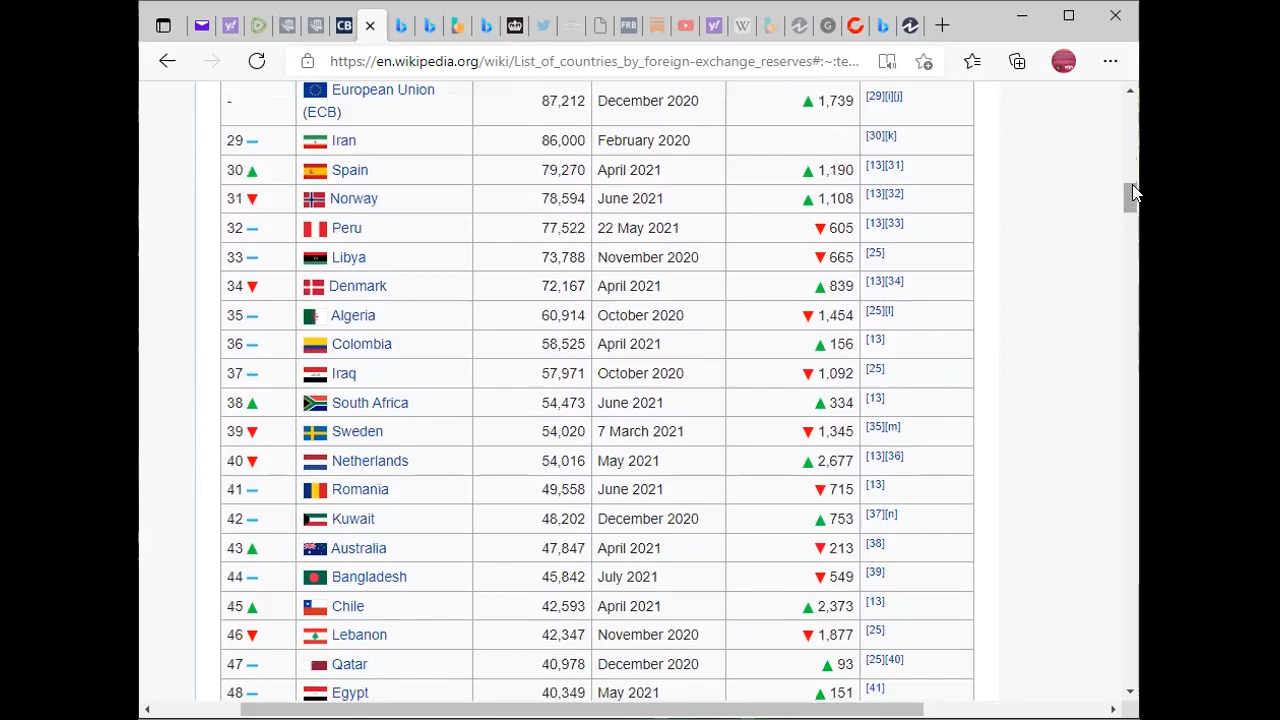 CB
FRB
W
G
https://en.wikipedia.org/wiki/List_of_countries_by_foreign-exchange_reserves#:~:te...
- European Union (ECB) 87,212 December 2020 ▲ 1,739 [29][i][j]
29 Iran 86,000 February 2020 [30][k]
30 ▲ Spain 79,270 April 2021 ▲ 1,190 [13][31]
31 ▼ Norway 78,594 June 2021 ▲ 1,108 [13][32]
32 Peru 77,522 22 May 2021 ▼ 605 [13][33]
33 Libya 73,788 November 2020 ▼ 665 [25]
34 ▼ Denmark 72,167 April 2021 ▲ 839 [13][34]
35 Algeria 60,914 October 2020 ▼ 1,454 [25][l]
36 Colombia 58,525 April 2021 ▲ 156 [13]
37 Iraq 57,971 October 2020 ▼ 1,092 [25]
38 ▲ South Africa 54,473 June 2021 ▲ 334 [13]
39 ▼ Sweden 54,020 7 March 2021 ▼ 1,345 [35][m]
40 ▼ Netherlands 54,016 May 2021 ▲ 2,677 [13][36]
41 Romania 49,558 June 2021 ▼ 715 [13]
42 Kuwait 48,202 December 2020 ▲ 753 [37][n]
43 ▲ Australia 47,847 April 2021 ▼ 213 [38]
44 Bangladesh 45,842 July 2021 ▼ 549 [39]
45 ▲ Chile 42,593 April 2021 ▲ 2,373 [13]
46 ▼ Lebanon 42,347 November 2020 ▼ 1,877 [25]
47 Qatar 40,978 December 2020 ▲ 93 [25][40]
48 Egypt 40,349 May 2021 ▲ 151 [41]